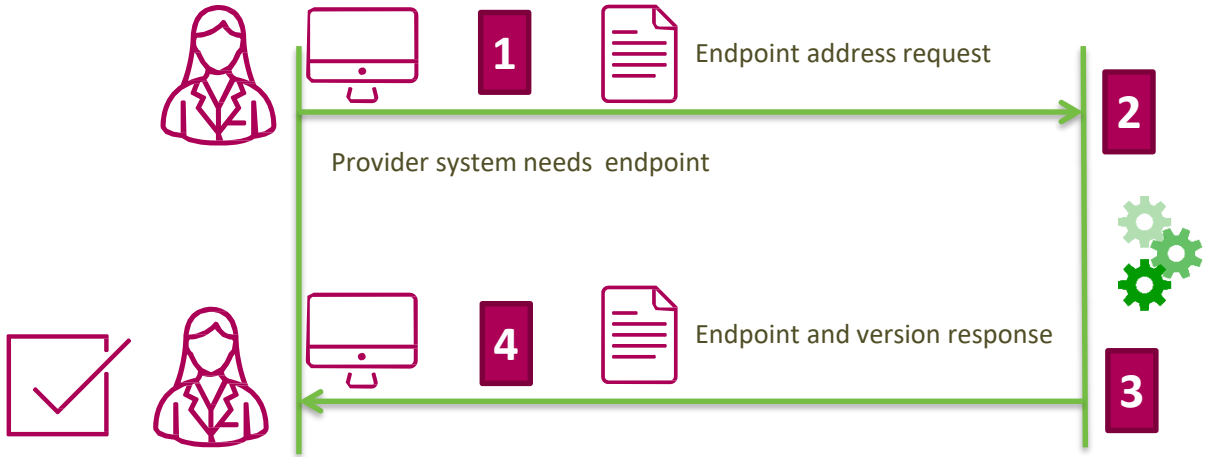 1
Endpoint address request
2
Provider system needs  endpoint
4
Endpoint and version response
3